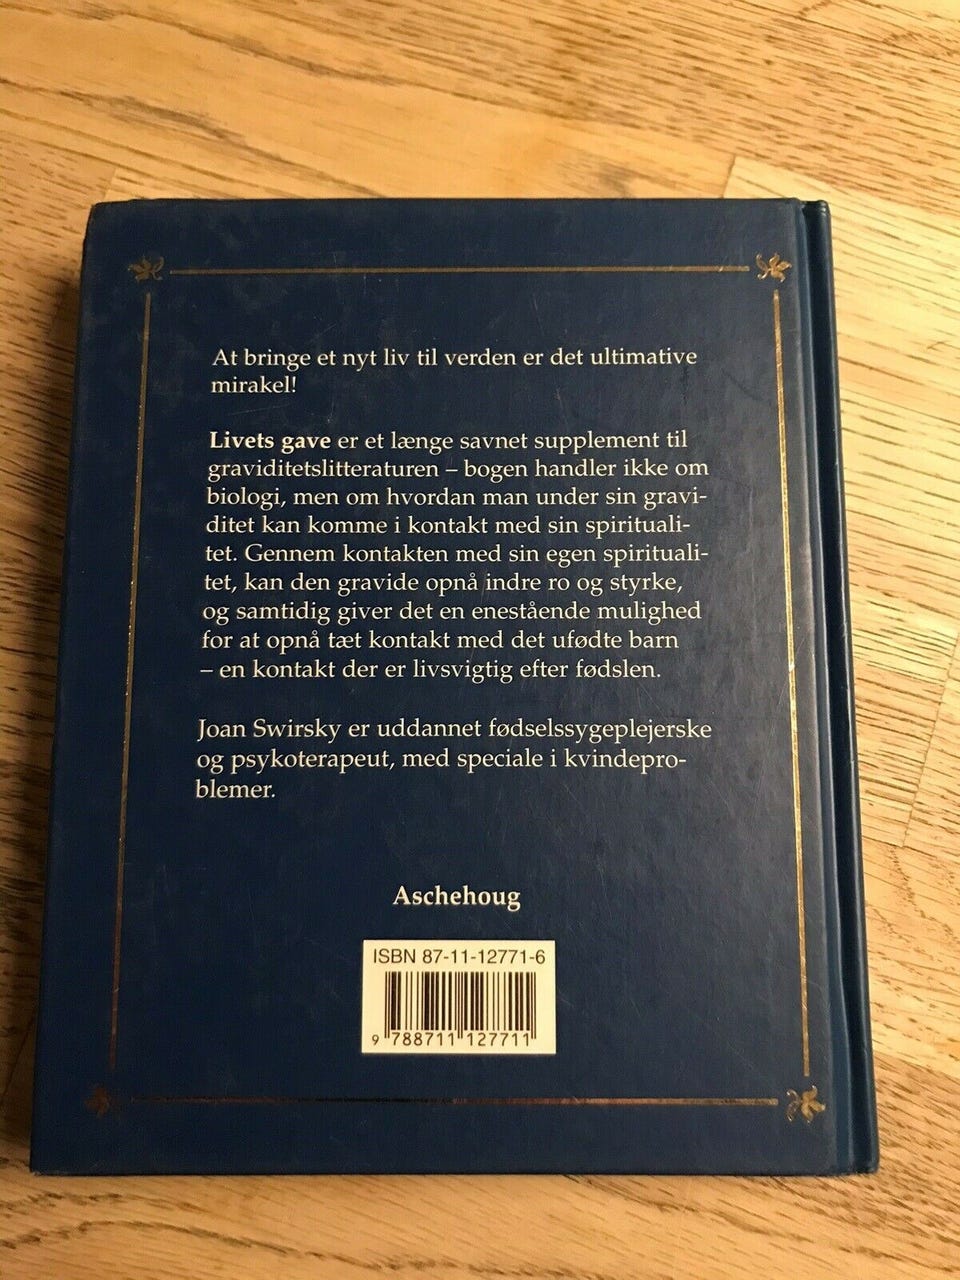 At bringe et nyt liv til verden er det ultimative
mirakel!
Livets gave er et længe savnet supplement til
graviditetslitteraturen – bogen handler ikke om
biologi, men om hvordan man under sin gravi-
ditet kan komme i kontakt med sin spirituali-
tet. Gennem kontakten med sin egen spirituali-
tet, kan den gravide opnå indre ro og styrke,
og samtidig giver det en enestående mulighed
for at opnå tæt kontakt med det ufødte barn
– en kontakt der er livsvigtig efter fødslen.
Joan Swirsky er uddannet fødselssygeplejerske
og psykoterapeut, med speciale i kvindepro-
blemer.
Aschehoug
ISBN 87-11-12771-6
9 788711 127711